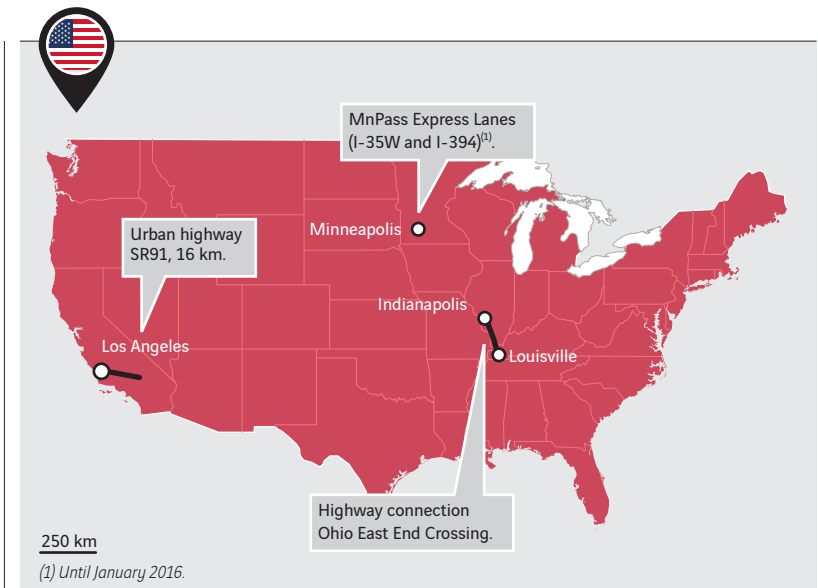 MnPass Express Lanes
(I-35W and I-394)(1).
Minneapolis
Urban highway
SR91, 16 km.
Indianapolis
Los Angeles
Louisville
Highway connection
Ohio East End Crossing.
250 km
(1) Until January 2016.